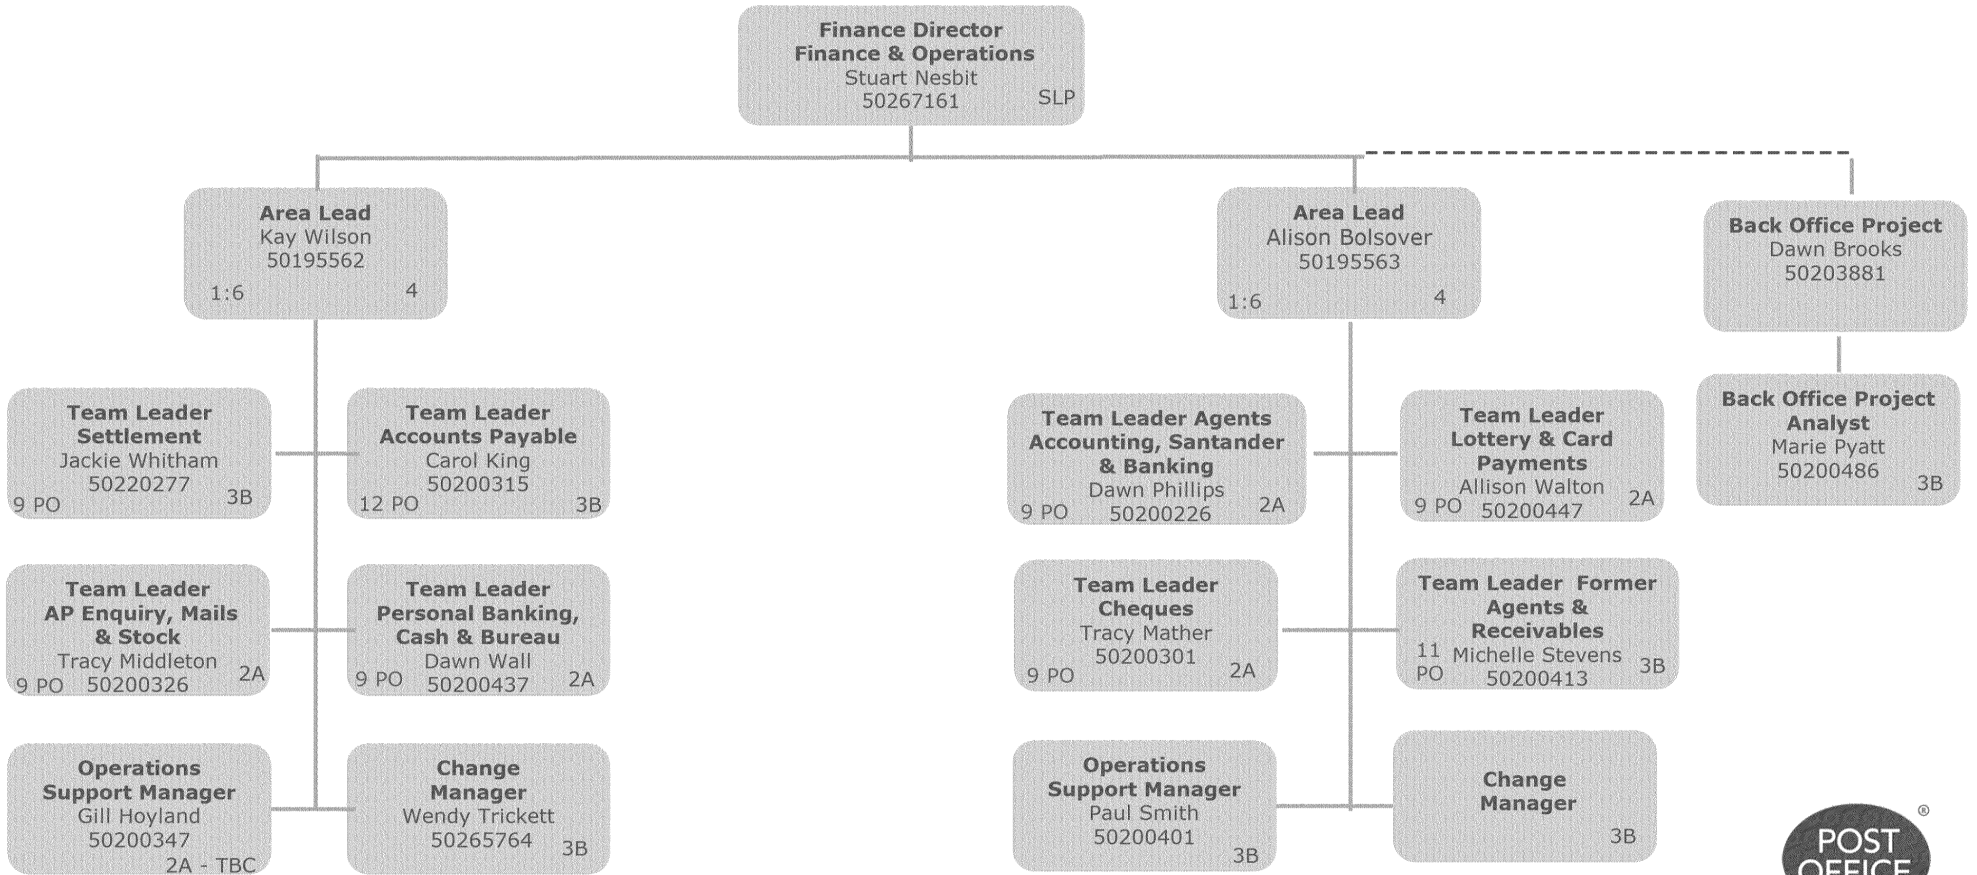 Finance Director
Finance & Operations
Stuart Nesbit
50267161
SLP
Area Lead
Kay Wilson
50195562
1:6
4
Area Lead
Alison Bolsover
50195563
1:6
4
Back Office Project
Dawn Brooks
50203881
Team Leader
Settlement
Jackie Whitham
50220277
9 PO
3B
Team Leader
Accounts Payable
Carol King
50200315
12 PO
3B
Team Leader Agents
Accounting, Santander
& Banking
Dawn Phillips
50200226
9 PO
2A
Team Leader
Lottery & Card
Payments
Allison Walton
50200447
9 PO
2A
Back Office Project
Analyst
Marie Pyatt
50200486
3B
Team Leader
AP Enquiry, Mails
& Stock
Tracy Middleton
50200326
9 PO
2A
Team Leader
Personal Banking,
Cash & Bureau
Dawn Wall
50200437
9 PO
2A
Team Leader
Cheques
Tracy Mather
50200301
9 PO
2A
Team Leader  Former
Agents &
Receivables
Michelle Stevens
50200413
11
PO
3B
Operations
Support Manager
Gill Hoyland
50200347
2A - TBC
Change
Manager
Wendy Trickett
50265764
3B
Operations
Support Manager
Paul Smith
50200401
3B
Change
Manager
3B
POST
OFFICE
®